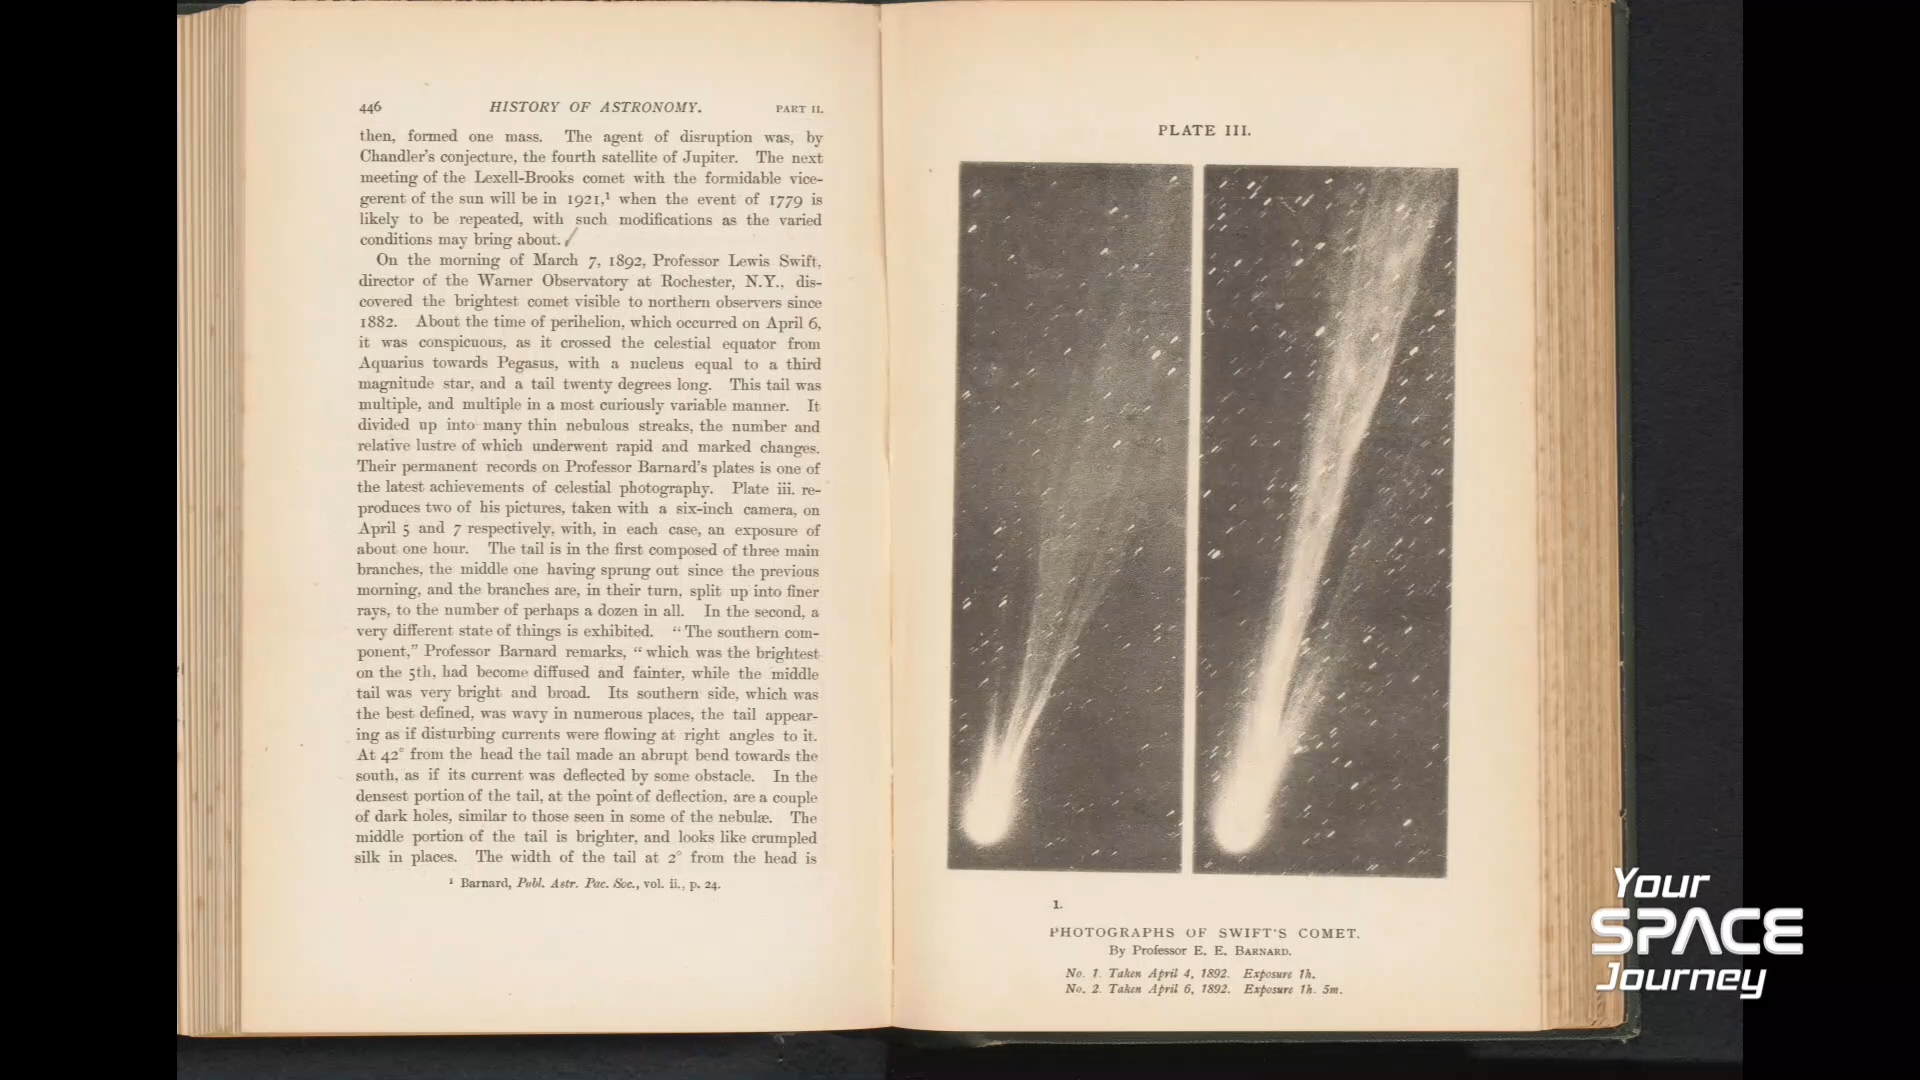 446 HISTORY OF ASTRONOMY. PART II.
then, formed one mass. The agent of disruption was, by
Chandler's conjecture, the fourth satellite of Jupiter. The next
meeting of the Lexell-Brooks comet with the formidable vice-
gerent of the sun will be in 1921,¹ when the event of 1779 is
likely to be repeated, with such modifications as the varied
conditions may bring about.
On the morning of March 7, 1892, Professor Lewis Swift,
director of the Warner Observatory at Rochester, N.Y., dis-
covered the brightest comet visible to northern observers since
1882. About the time of perihelion, which occurred on April 6,
it was conspicuous, as it crossed the celestial equator from
Aquarius towards Pegasus, with a nucleus equal to a third
magnitude star, and a tail twenty degrees long. This tail was
multiple, and multiple in a most curiously variable manner. It
divided up into many thin nebulous streaks, the number and
relative lustre of which underwent rapid and marked changes.
Their permanent records on Professor Barnard's plates is one of
the latest achievements of celestial photography. Plate iii. re-
produces two of his pictures, taken with a six-inch camera, on
April 5 and 7 respectively, with, in each case, an exposure of
about one hour. The tail is in the first composed of three main
branches, the middle one having sprung out since the previous
morning, and the branches are, in their turn, split up into finer
rays, to the number of perhaps a dozen in all. In the second, a
very different state of things is exhibited. "The southern com-
ponent," Professor Barnard remarks, "which was the brightest
on the 5th, had become diffused and fainter, while the middle
tail was very bright and broad. Its southern side, which was
the best defined, was wavy in numerous places, the tail appear-
ing as if disturbing currents were flowing at right angles to it.
At 42° from the head the tail made an abrupt bend towards the
south, as if its current was deflected by some obstacle. In the
densest portion of the tail, at the point of deflection, are a couple
of dark holes, similar to those seen in some of the nebulæ. The
middle portion of the tail is brighter, and looks like crumpled
silk in places. The width of the tail at 2° from the head is
¹ Barnard, Publ. Astr. Pac. Soc., vol. ii., p. 24.
PLATE III.
1.
PHOTOGRAPHS OF SWIFT'S COMET.
By Professor E. E. BARNARD.
No. 1. Taken April 4, 1892. Exposure 1h.
No. 2. Taken April 6, 1892. Exposure 1h. 5m.
Your
SPACE
Journey